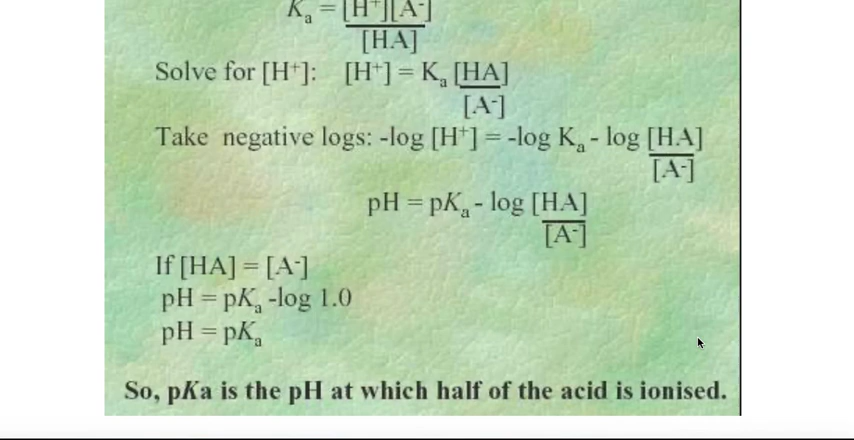 Kₐ = [H⁺][A⁻]
[HA]
Solve for [H⁺]: [H⁺] = Kₐ [HA]
[A⁻]
Take negative logs: -log [H⁺] = -log Kₐ - log [HA]
[A⁻]
pH = pKₐ - log [HA]
[A⁻]
If [HA] = [A⁻]
pH = pKₐ -log 1.0
pH = pKₐ
So, pKa is the pH at which half of the acid is ionised.